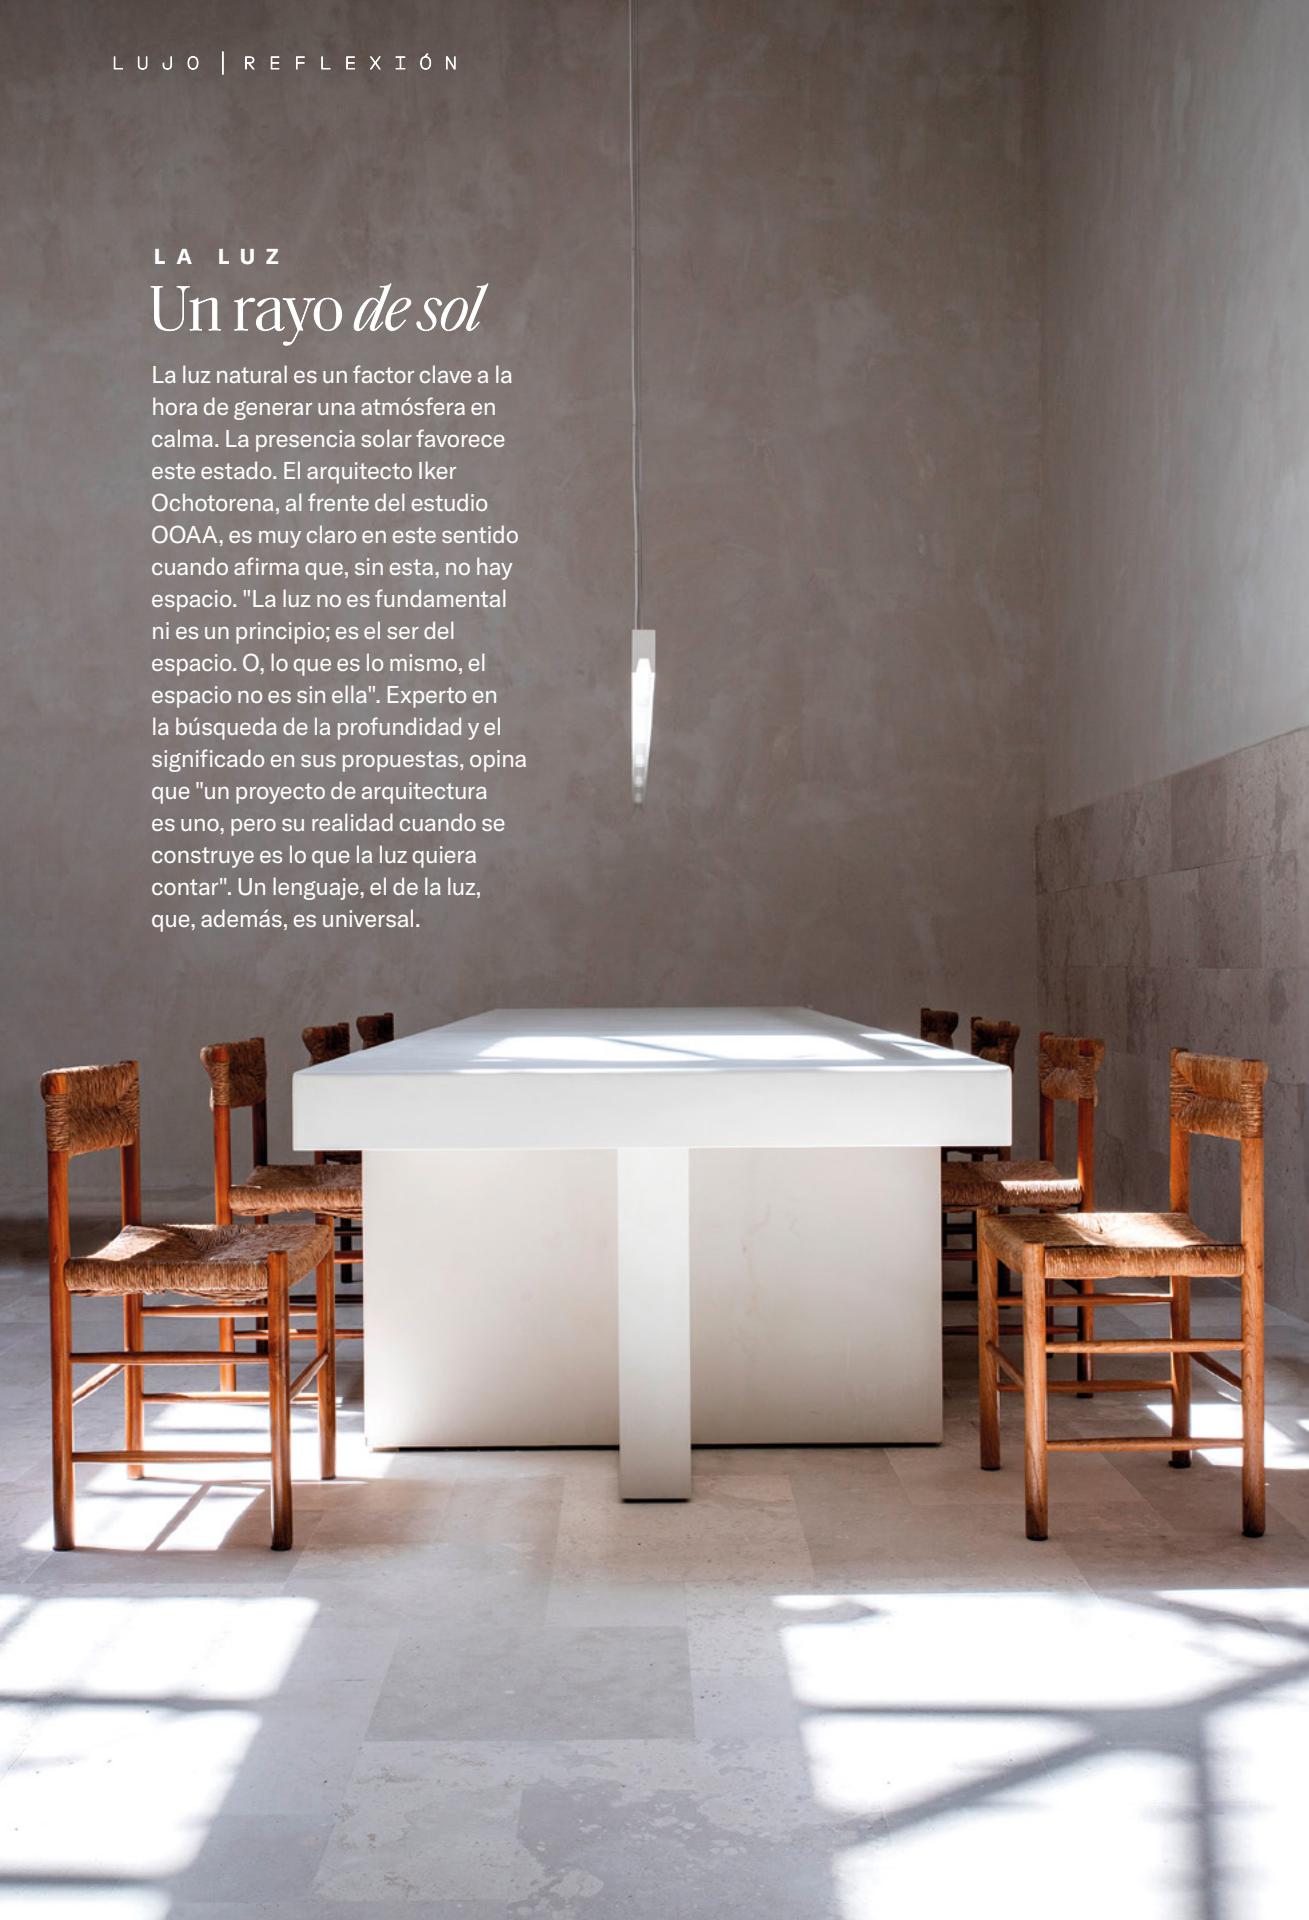 LUJO | REFLEXIÓN
LA LUZ
Un rayo de sol
La luz natural es un factor clave a la
hora de generar una atmósfera en
calma. La presencia solar favorece
este estado. El arquitecto Iker
Ochotorena, al frente del estudio
OOAA, es muy claro en este sentido
cuando afirma que, sin esta, no hay
espacio. "La luz no es fundamental
ni es un principio; es el ser del
espacio. O, lo que es lo mismo, el
espacio no es sin ella". Experto en
la búsqueda de la profundidad y el
significado en sus propuestas, opina
que "un proyecto de arquitectura
es uno, pero su realidad cuando se
construye es lo que la luz quiera
contar". Un lenguaje, el de la luz,
que, además, es universal.